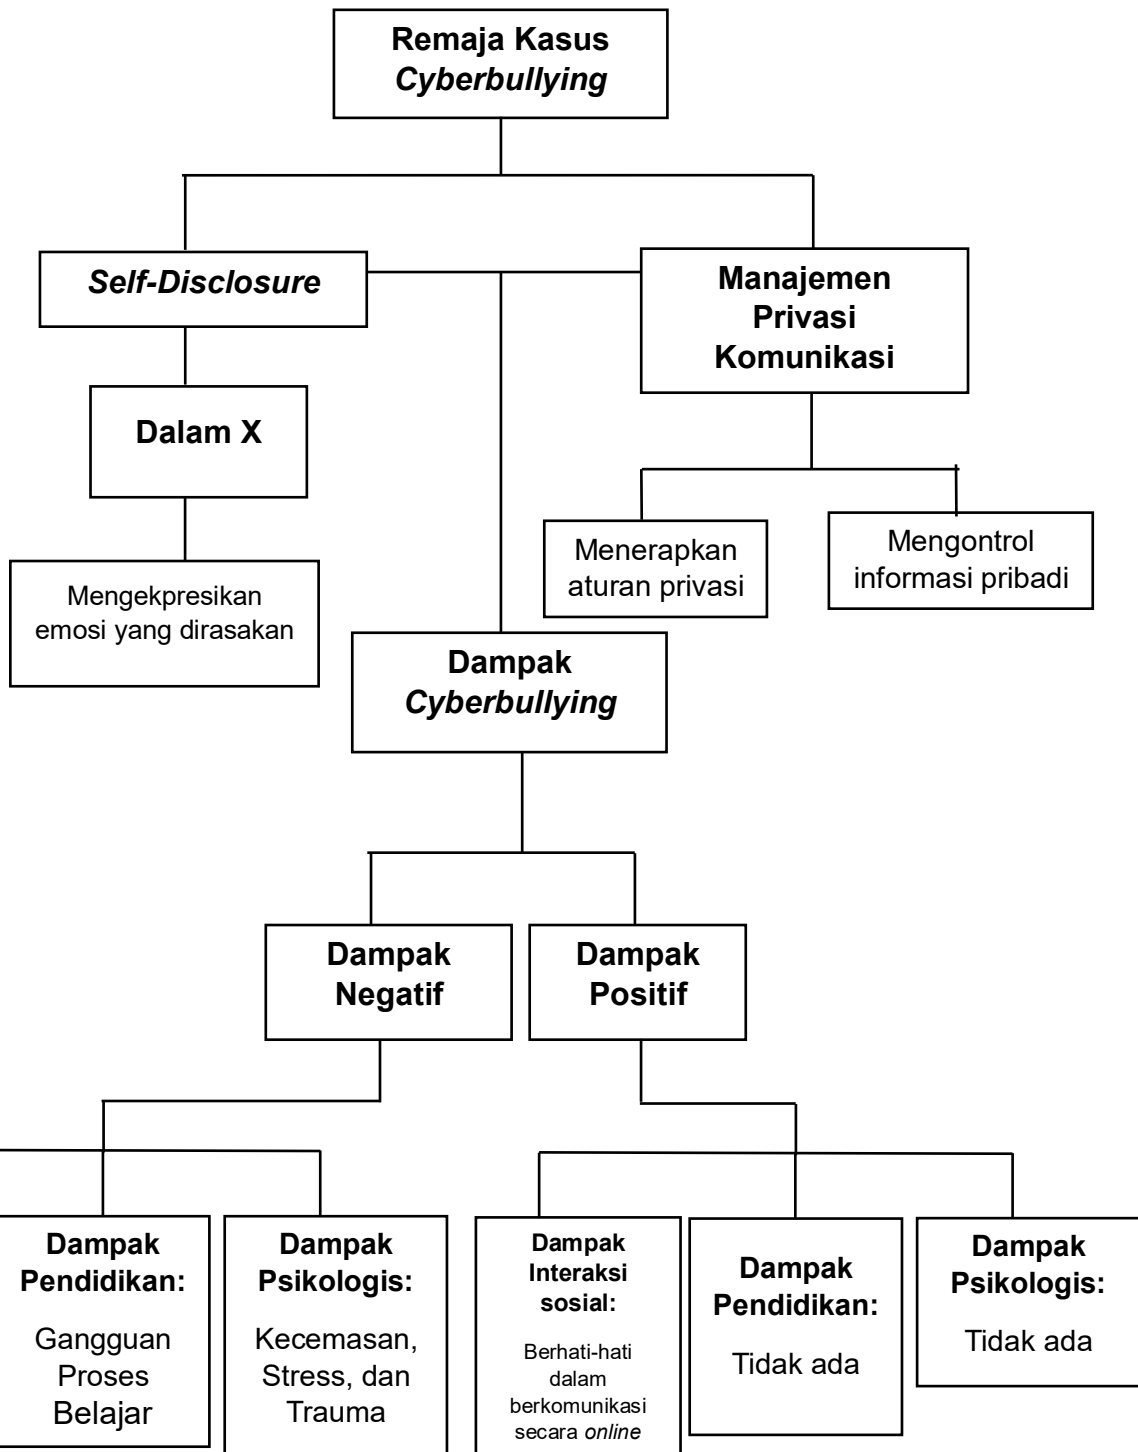 Remaja Kasus
Cyberbullying
Self-Disclosure
Manajemen
Privasi
Komunikasi
Dalam X
Menerapkan
aturan privasi
Mengontrol
informasi pribadi
Mengekpresikan
emosi yang dirasakan
Dampak
Cyberbullying
Dampak
Negatif
Dampak
Positif
Dampak
Pendidikan:
Gangguan
Proses
Belajar
Dampak
Psikologis:
Kecemasan,
Stress, dan
Trauma
Dampak
Interaksi
sosial:
Berhati-hati
dalam
berkomunikasi
secara online
Dampak
Pendidikan:
Tidak ada
Dampak
Psikologis:
Tidak ada